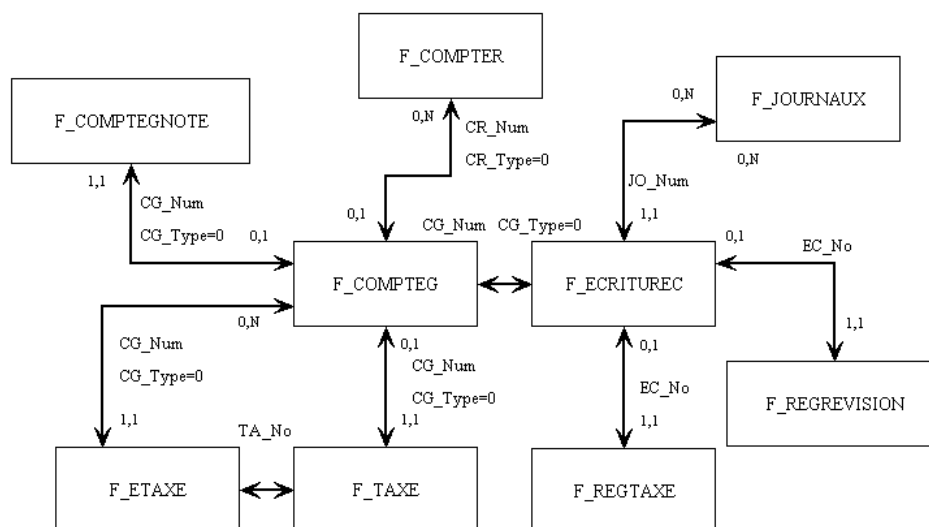 F_COMPTER
F_JOURNAUX
F_COMPTEGNOTE
0,N
CR_Num
CR_Type=0
0,N
0,N
1,1
CG_Num
CG_Type=0
0,1
0,1
JO_Num
1,1
CG_Num CG_Type=0
0,1
EC_No
F_COMPTEG
F_ECRITUREC
0,N
CG_Num
CG_Type=0
0,1
CG_Num
CG_Type=0
0,1
EC_No
1,1
1,1
TA_No
1,1
1,1
F_REGREVISION
F_ETAXE
F_TAXE
F_REGTAXE